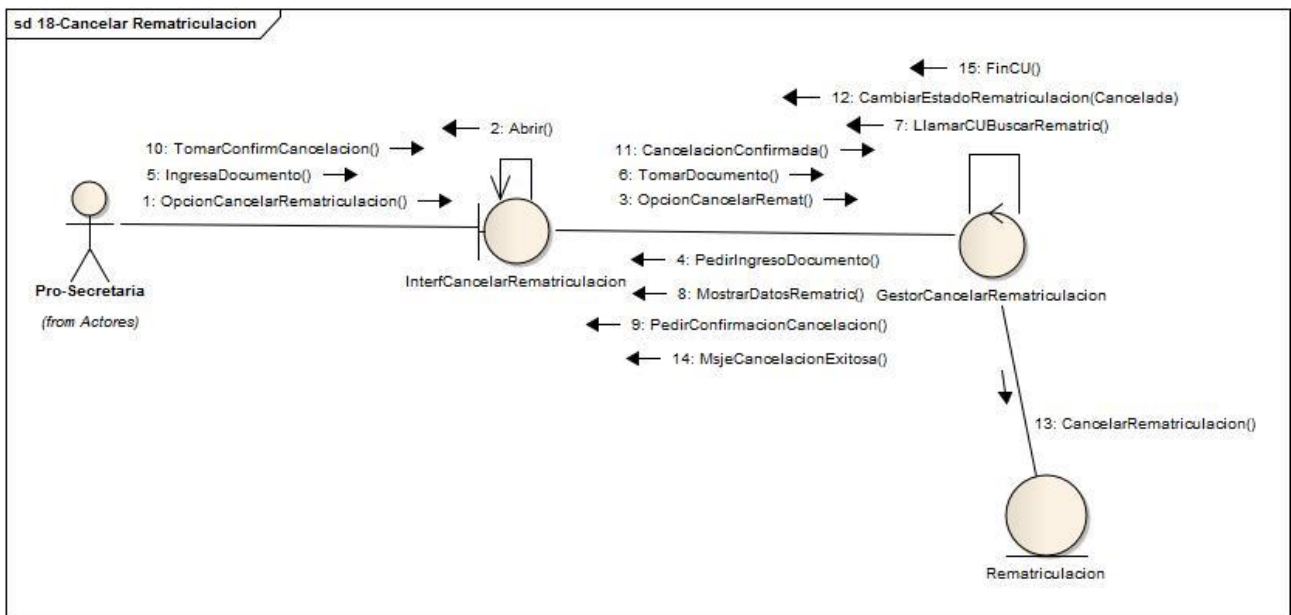 sd 18-Cancelar Rematriculacion
15: FinCU()
12: CambiarEstadoRematriculacion(Cancelada)
2: Abrir()
7: LlamarCUBuscarRematric()
10: TomarConfirmCancelacion()
11: CancelacionConfirmada()
5: IngresaDocumento()
6: TomarDocumento()
1: OpcionCancelarRematriculacion()
3: OpcionCancelarRemat()
4: PedirIngresoDocumento()
InterfCancelarRematriculacion
Pro-Secretaria
8: MostrarDatosRematric()
GestorCancelarRematriculacion
(from Actores)
9: PedirConfirmacionCancelacion()
14: MsjeCancelacionExitosa()
13: CancelarRematriculacion()
Rematriculacion